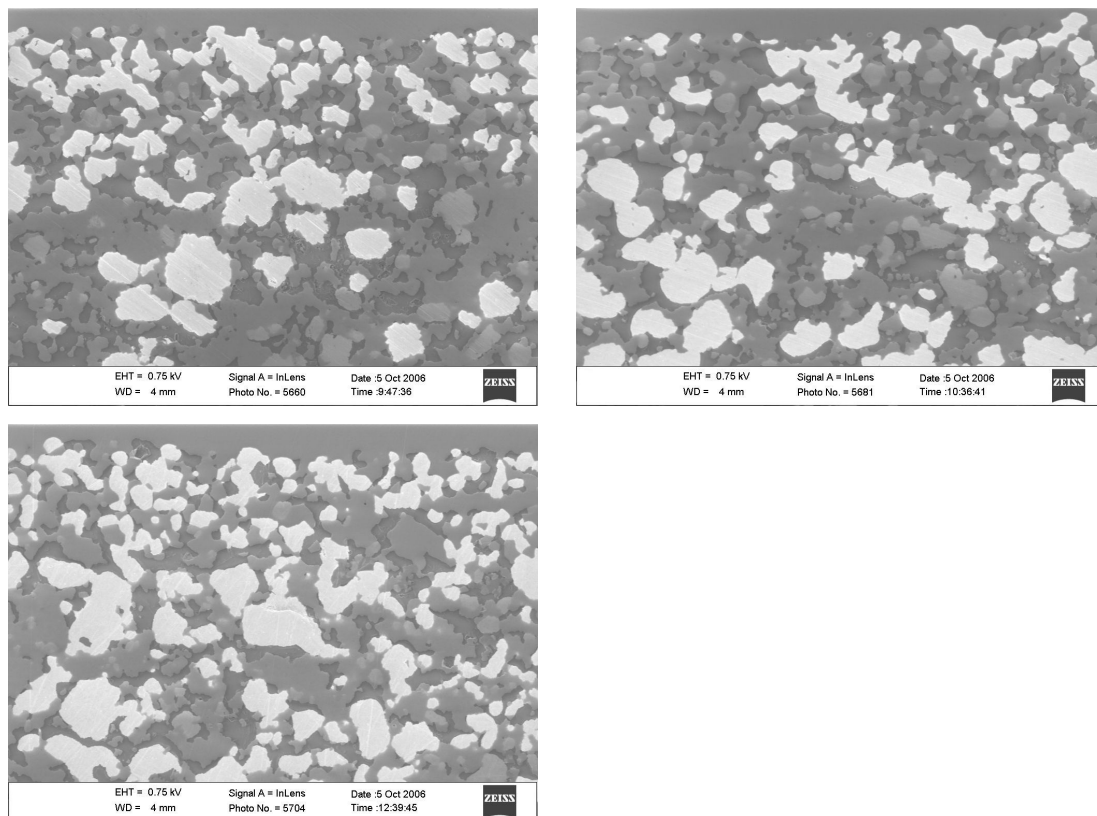 EHT = 0.75 kV Signal A = InLens Date :5 Oct 2006 ZEISS
WD = 4 mm Photo No. = 5660 Time :9:47:36
EHT = 0.75 kV Signal A = InLens Date :5 Oct 2006 ZEISS
WD = 4 mm Photo No. = 5681 Time :10:36:41
EHT = 0.75 kV Signal A = InLens Date :5 Oct 2006 ZEISS
WD = 4 mm Photo No. = 5704 Time :12:39:45